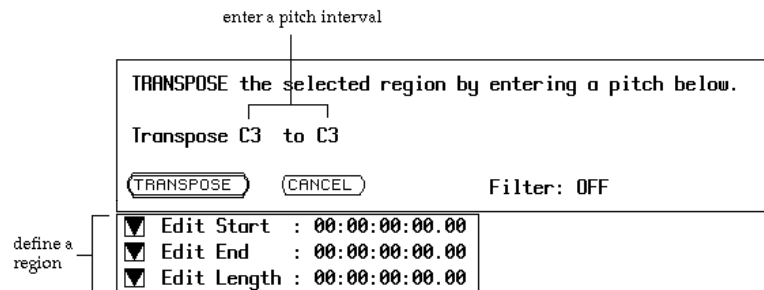 enter a pitch interval
TRANSPOSE the selected region by entering a pitch below.
Transpose C3 to C3
TRANSPOSE CANCEL Filter: OFF
define a
region
Edit Start : 00:00:00:00.00
Edit End : 00:00:00:00.00
Edit Length : 00:00:00:00.00